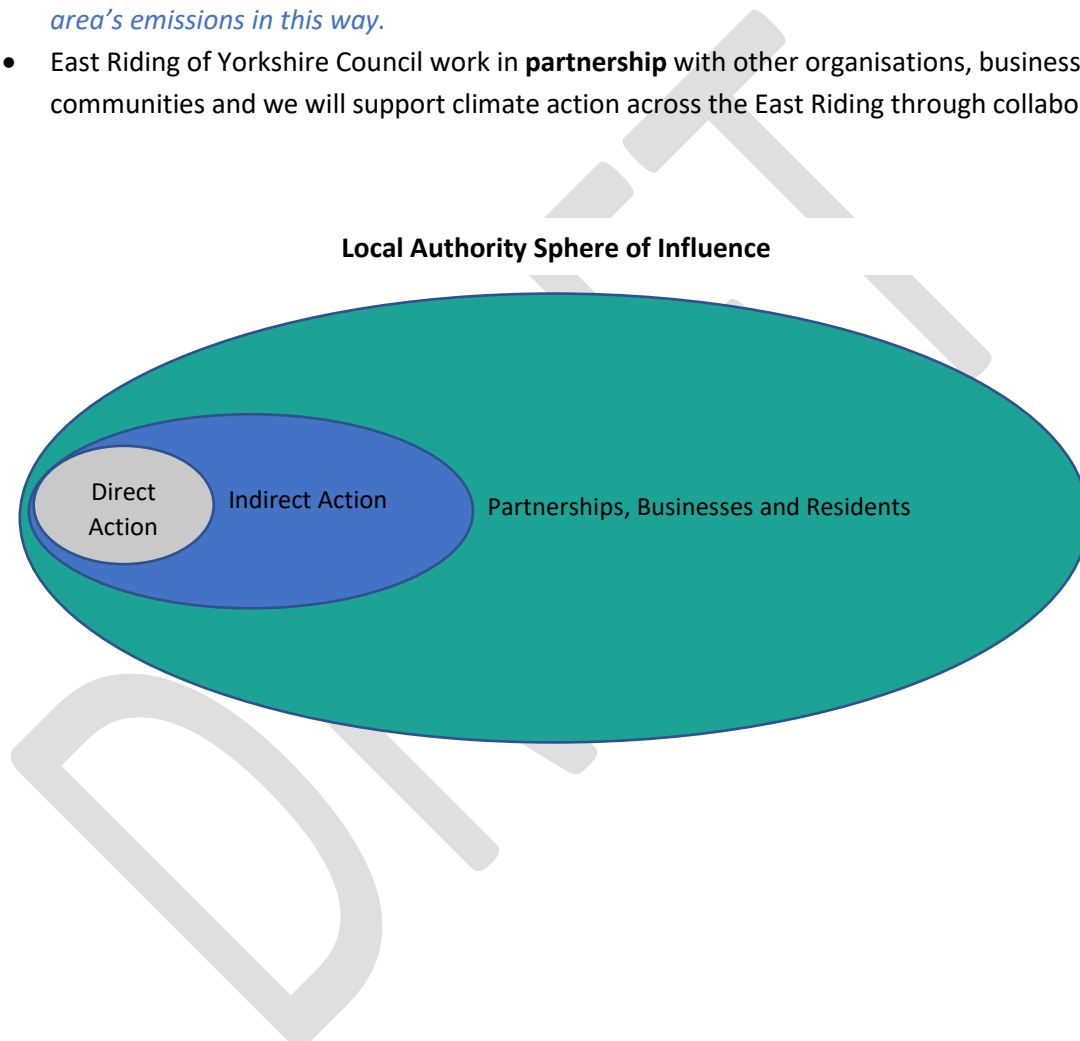 area’s emissions in this way.
• East Riding of Yorkshire Council work in partnership with other organisations, business
communities and we will support climate action across the East Riding through collabo
Local Authority Sphere of Influence
Direct
Action
Indirect Action
Partnerships, Businesses and Residents
DRAFT